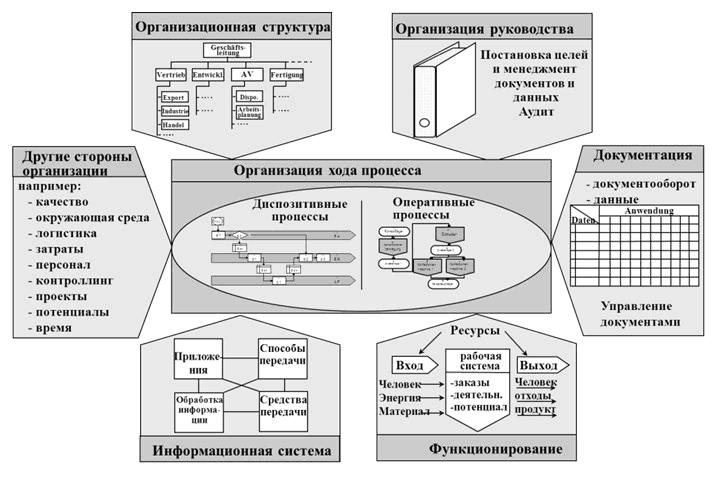 Организационная структура
Geschäfts-
leitung
Vertrieb Entwickl. AV Fertigung
Export
Industrie
Handel
Dispo.
Arbeits-
planung
Организация руководства
Постановка целей
и менеджмент
документов и
данных
Аудит
Другие стороны
организации
например:
- качество
- окружающая среда
- логистика
- затраты
- персонал
- контроллинг
- проекты
- потенциалы
- время
Организация хода процесса
Диспозитивные
процессы
Оперативные
процессы
Документация
- документооборот
- данные
Anwendung
Daten
Управление
документами
Приложе-
ния
Способы
передачи
Обработка
информа-
ции
Средства
передачи
Информационная система
Ресурсы
Вход
рабочая
система
Выход
Человек
Энергия
Материал
-заказы
-деятельн.
-потенциал
Человек
отходы
продукт
Функционирование